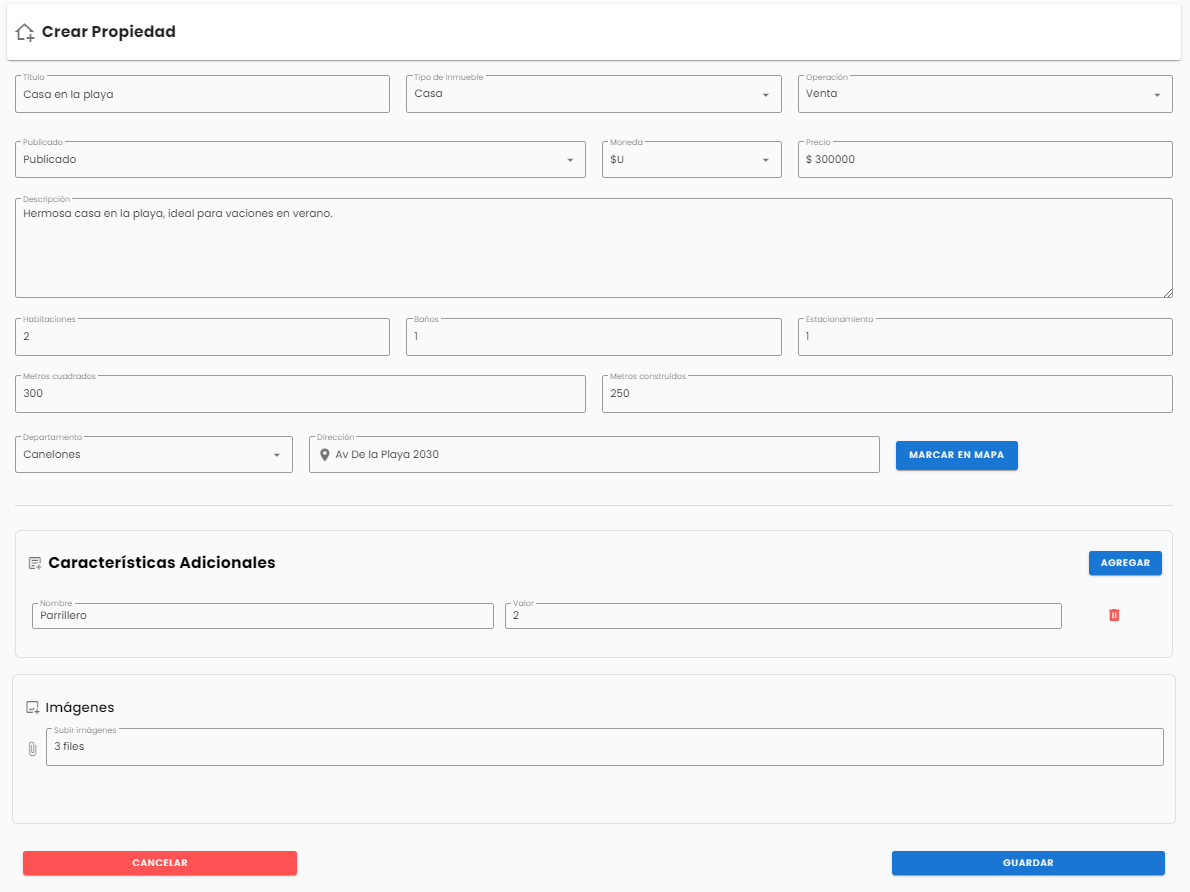 Crear Propiedad
Título
Casa en la playa
Tipo de Inmueble
Casa
Operación
Venta
Publicado
Publicado
Moneda
$U
Precio
$ 300000
Descripción
Hermosa casa en la playa, ideal para vaciones en verano.
Habitaciones
2
Baños
1
Estacionamiento
1
Metros cuadrados
300
Metros construidos
250
Departamento
Canelones
Dirección
Av De la Playa 2030
MARCAR EN MAPA
Características Adicionales
AGREGAR
Nombre
Parrillero
Valor
2
Imágenes
Subir imágenes
3 files
CANCELAR
GUARDAR